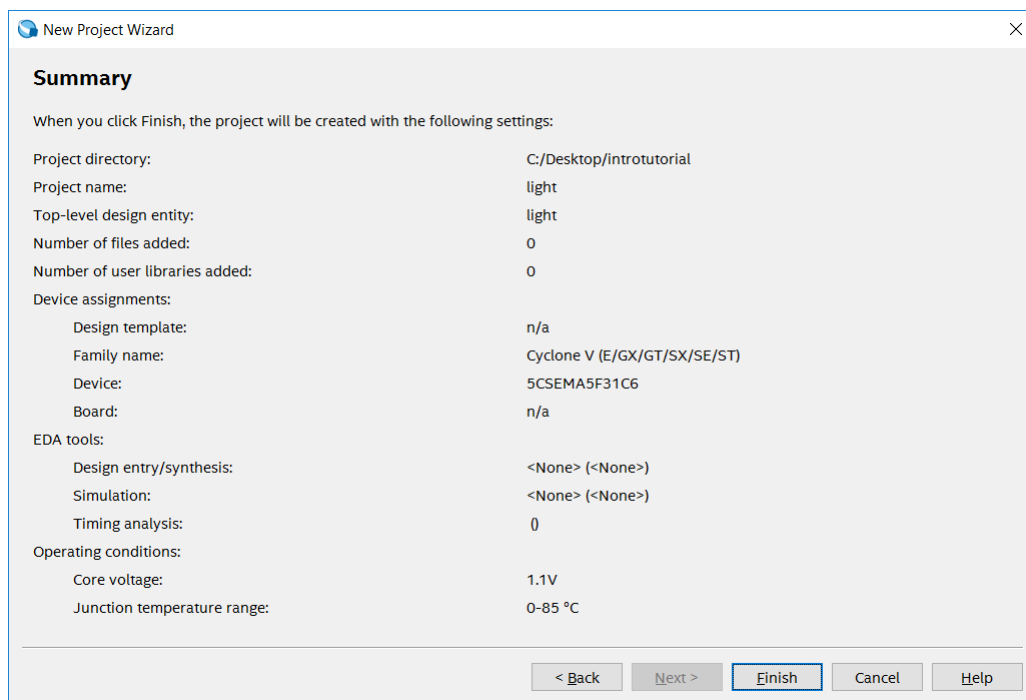 New Project Wizard
Summary
When you click Finish, the project will be created with the following settings:
Project directory: C:/Desktop/introtutorial
Project name: light
Top-level design entity: light
Number of files added: 0
Number of user libraries added: 0
Device assignments:
Design template: n/a
Family name: Cyclone V (E/GX/GT/SX/SE/ST)
Device: 5CSEMA5F31C6
Board: n/a
EDA tools:
Design entry/synthesis: <None> (<None>)
Simulation: <None> (<None>)
Timing analysis: ()
Operating conditions:
Core voltage: 1.1V
Junction temperature range: 0-85 °C
< Back Next > Finish Cancel Help